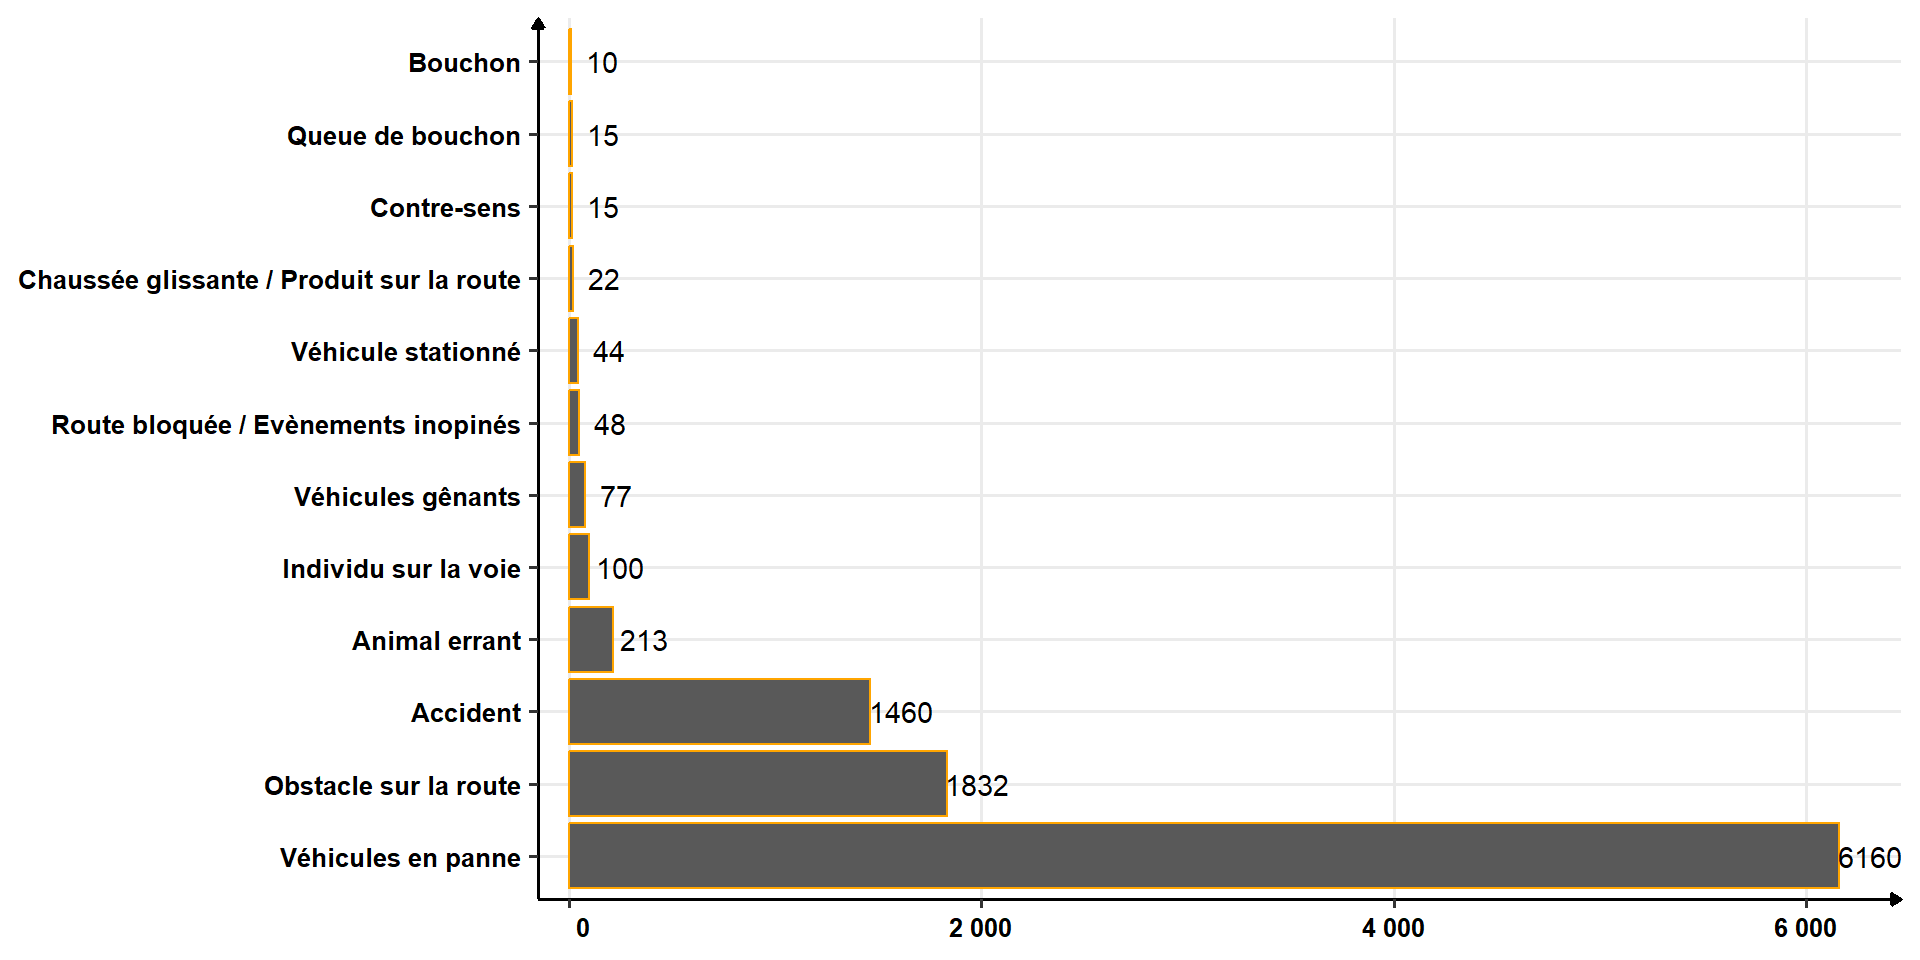 Bouchon 10
Queue de bouchon 15
Contre-sens 15
Chaussée glissante / Produit sur la route 22
Véhicule stationné 44
Route bloquée / Evènements inopinés 48
Véhicules gênants 77
Individu sur la voie 100
Animal errant 213
Accident 1460
Obstacle sur la route 1832
Véhicules en panne 6160
0 2 000 4 000 6 000